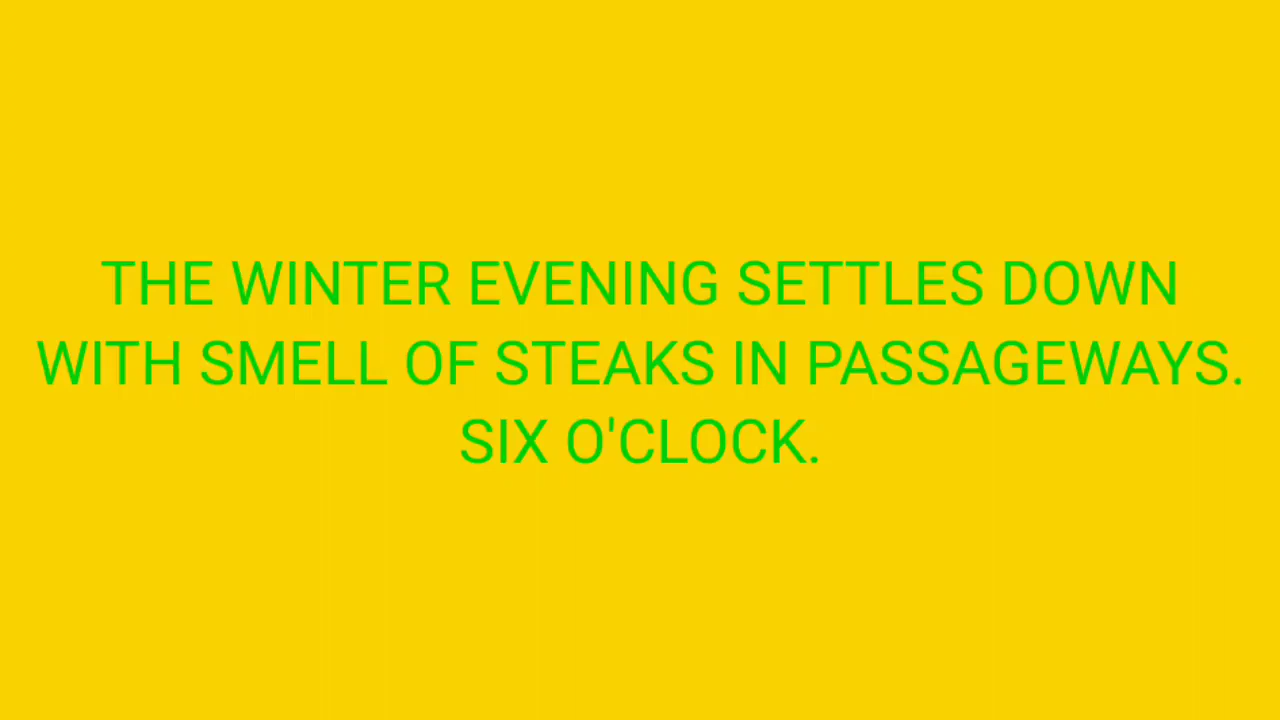 THE WINTER EVENING SETTLES DOWN
WITH SMELL OF STEAKS IN PASSAGEWAYS.
SIX O'CLOCK.